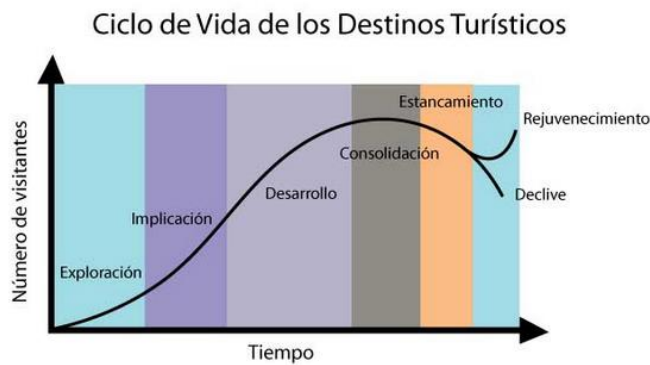 Ciclo de Vida de los Destinos Turísticos
Número de visitantes
Estancamiento
Rejuvenecimiento
Consolidación
Desarrollo
Declive
Implicación
Exploración
Tiempo